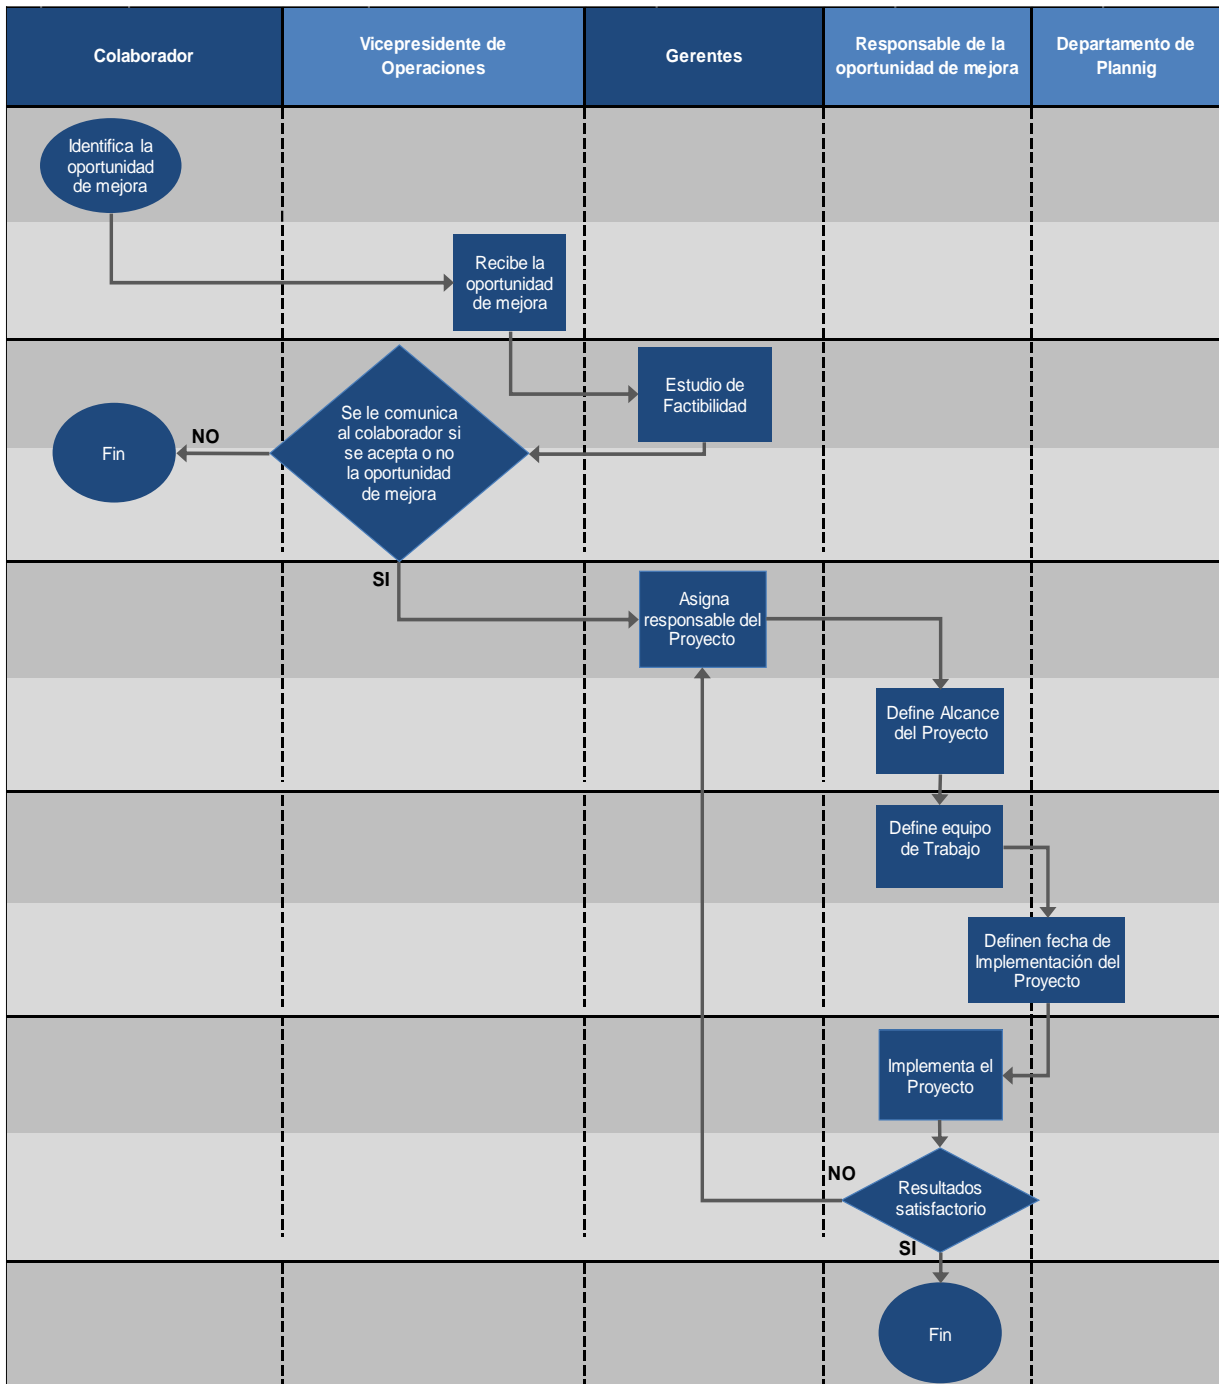 Colaborador
Vicepresidente de
Operaciones
Gerentes
Responsable de la
oportunidad de mejora
Departamento de
Plannig
Identifica la
oportunidad
de mejora
Recibe la
oportunidad
de mejora
Estudio de
Factibilidad
Se le comunica
al colaborador si
se acepta o no
la oportunidad
de mejora
NO
Fin
SI
Asigna
responsable del
Proyecto
Define Alcance
del Proyecto
Define equipo
de Trabajo
Definen fecha de
Implementación del
Proyecto
Implementa el
Proyecto
NO
Resultados
satisfactorio
SI
Fin